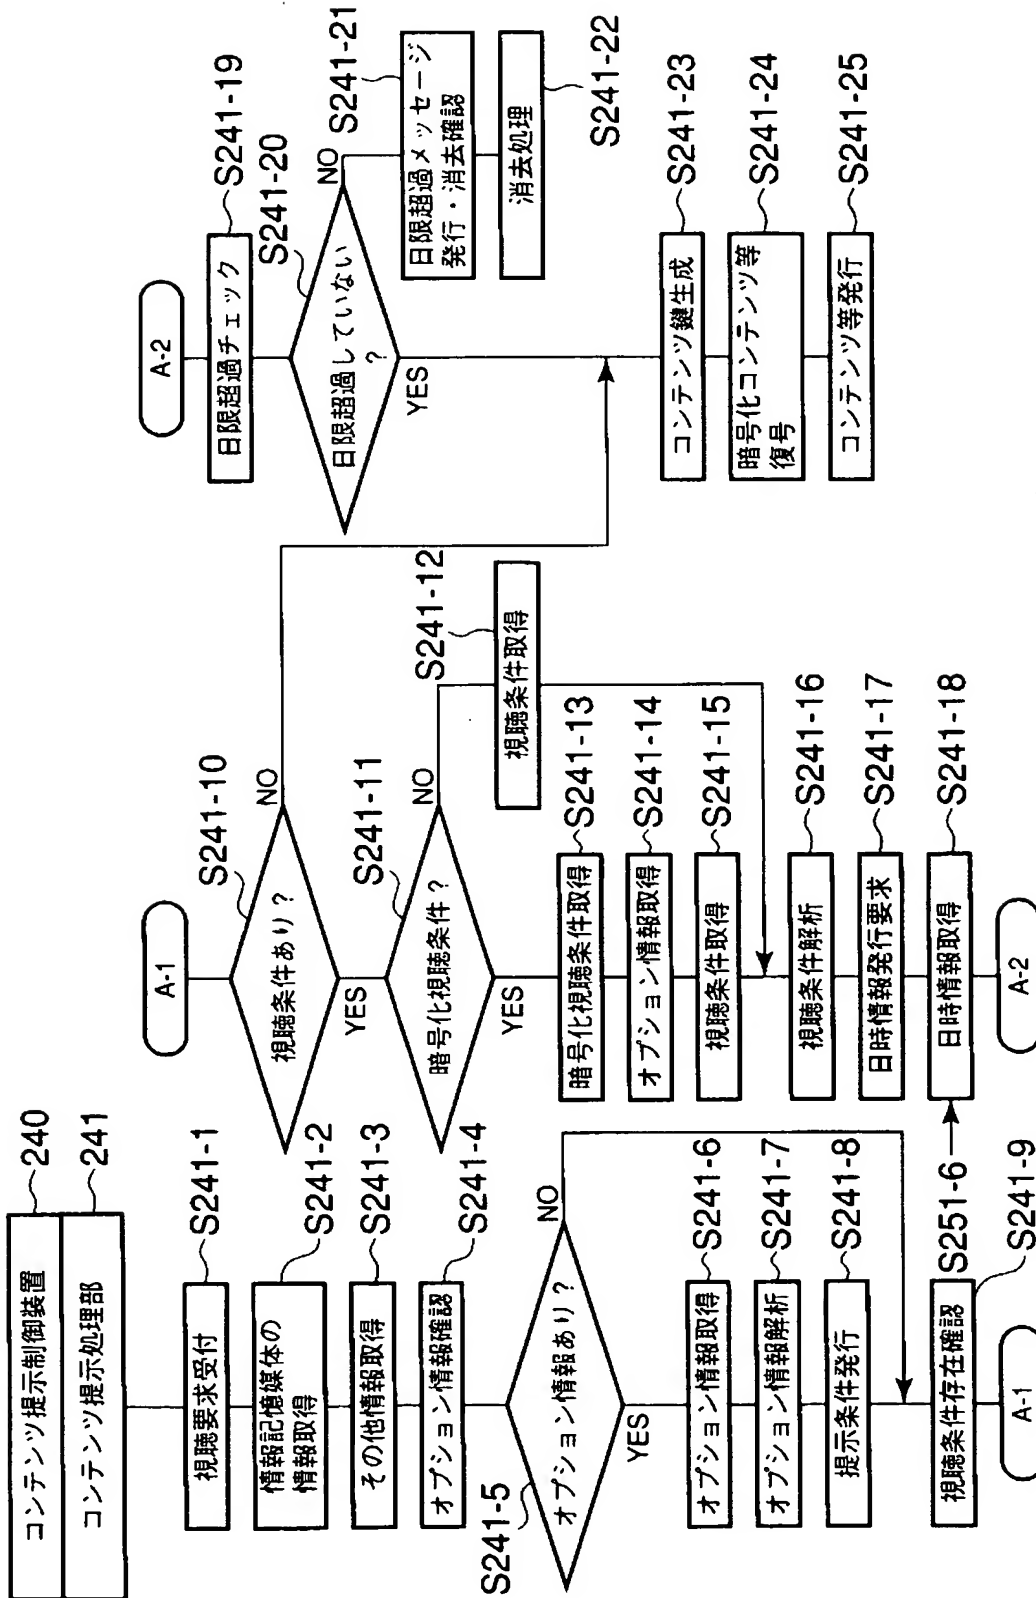 コンテンツ提示制御装置
240
コンテンツ提示処理部
241
視聴要求受付
S241-1
情報記憶媒体の
情報取得
S241-2
その他情報取得
S241-3
オプション情報確認
S241-4
オプション情報あり?
S241-5
NO
YES
オプション情報取得
S241-6
オプション情報解析
S241-7
提示条件発行
S241-8
視聴条件存在確認
S241-9
A-1
A-1
視聴条件あり?
S241-10
NO
YES
暗号化視聴条件?
S241-11
NO
YES
視聴条件取得
S241-12
暗号化視聴条件取得
S241-13
オプション情報取得
S241-14
視聴条件取得
S241-15
視聴条件解析
S241-16
日時情報発行要求
S241-17
日時情報取得
S241-18
S251-6
A-2
A-2
日限超過チェック
S241-19
日限超過していない
?
S241-20
NO
YES
日限超過メッセージ
発行・消去確認
S241-21
消去処理
S241-22
コンテンツ鍵生成
S241-23
暗号化コンテンツ等
復号
S241-24
コンテンツ等発行
S241-25